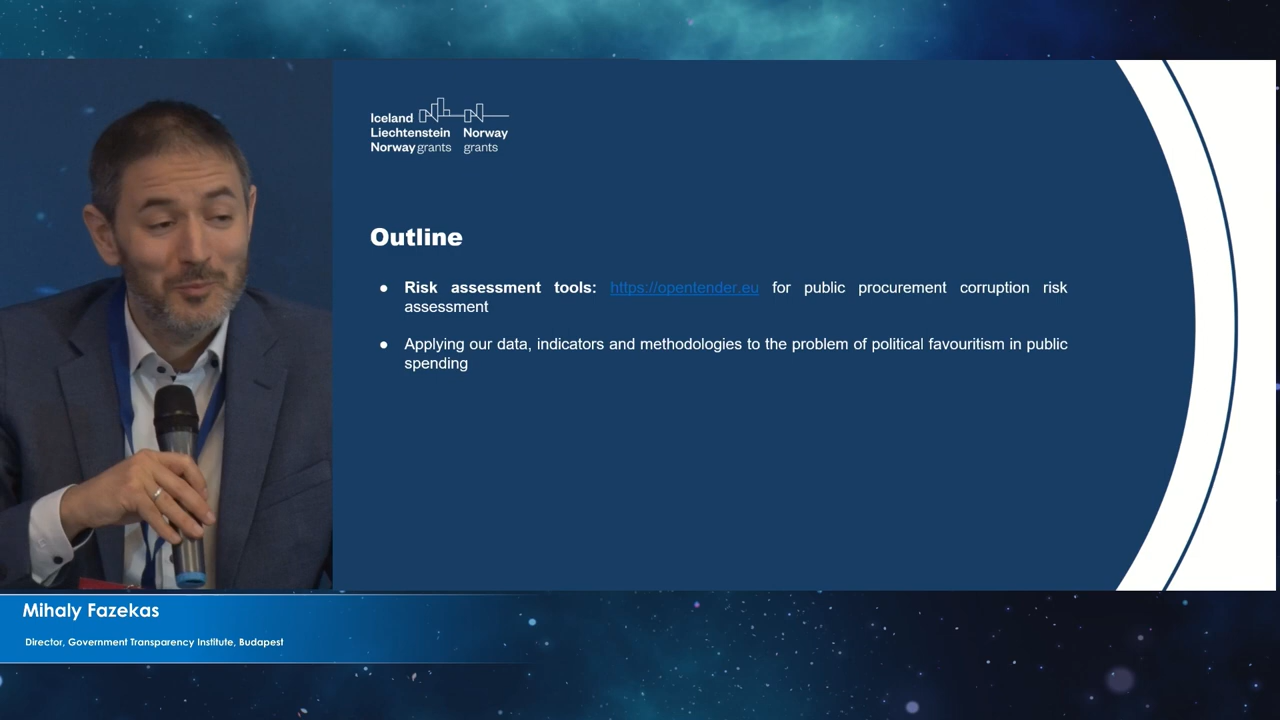 Iceland
Liechtenstein Norway
Norway grants grants
Outline
● Risk assessment tools: https://opentender.eu for public procurement corruption risk
assessment
● Applying our data, indicators and methodologies to the problem of political favouritism in public
spending
Mihaly Fazekas
Director, Government Transparency Institute, Budapest